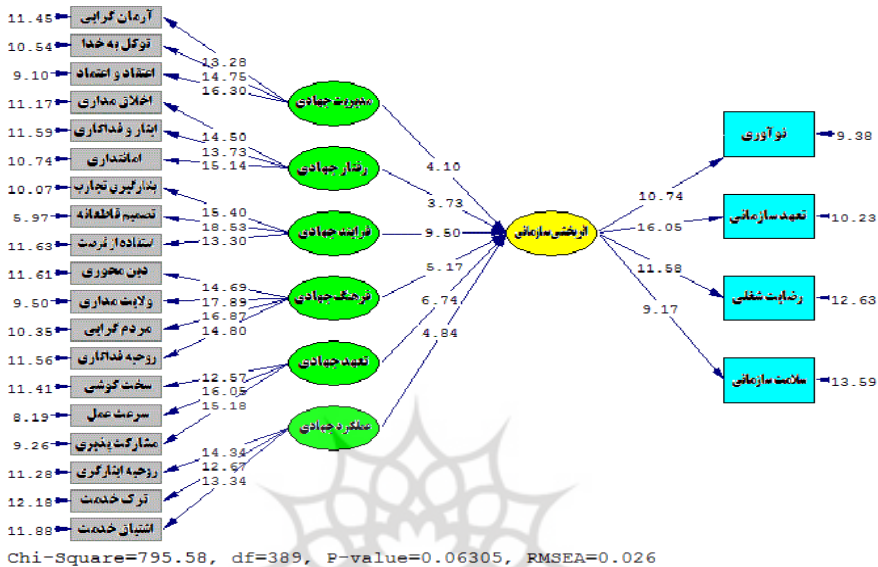 آرمان گرایی
11.45
توکل به خدا
10.54
اعتقاد و اعتماد
9.10
اخلاق مداری
11.17
ایثار و فداکاری
11.59
امانتداری
10.74
بکارگیری تجارب
10.07
تصمیم قاطعانه
5.97
استفاده از فرصت
11.63
دین محوری
11.61
ولایت مداری
9.50
مردم گرایی
10.35
روحیه فداکاری
11.56
سخت کوشی
11.41
سرعت عمل
8.19
مشارکت پذیری
9.26
روحیه ایثارگری
11.28
ترک خدمت
12.18
اشتیاق خدمت
11.88
13.28
14.75
16.30
14.50
13.73
15.14
15.40
18.53
13.30
14.69
17.89
16.87
14.80
12.57
16.05
15.18
14.34
12.67
13.34
مدیریت جهادی
رفتار جهادی
فرایند جهادی
فرهنگ جهادی
تعهد جهادی
عملکرد جهادی
4.10
3.73
9.50
5.17
6.74
4.84
اثربخشی سازمانی
10.74
16.05
11.58
9.17
نوآوری
9.38
تعهد سازمانی
10.23
رضایت شغلی
12.63
سلامت سازمانی
13.59
Chi-Square=795.58, df=389, P-value=0.06305, RMSEA=0.026